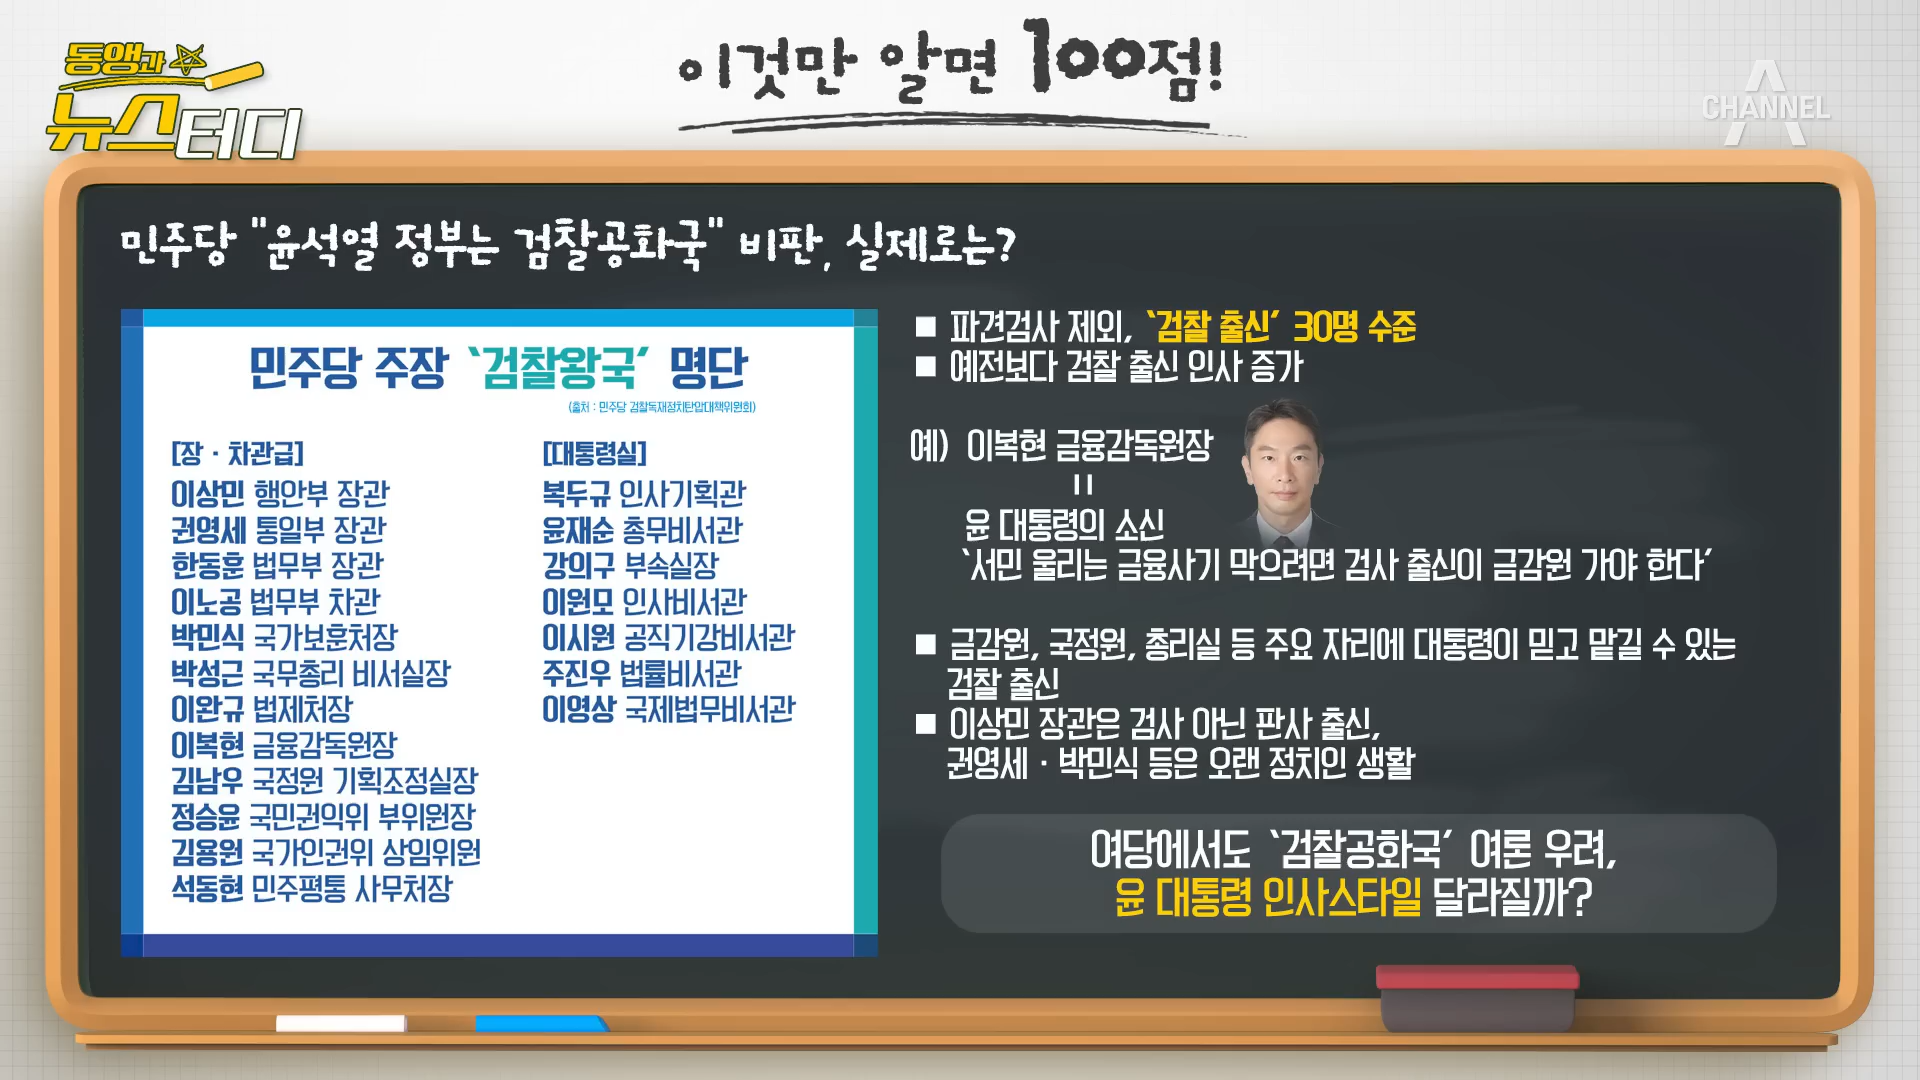 동앵과
뉴스터디
이것만 알면 100점!
CHANNEL A
민주당 "윤석열 정부는 검찰공화국" 비판, 실제로는?
민주당 주장 '검찰왕국' 명단
(출처 : 민주당 검찰독재정치탄압대책위원회)
[장·차관급]
이상민 행안부 장관
권영세 통일부 장관
한동훈 법무부 장관
이노공 법무부 차관
박민식 국가보훈처장
박성근 국무총리 비서실장
이완규 법제처장
이복현 금융감독원장
김남우 국정원 기획조정실장
정승윤 국민권익위 부위원장
김용원 국가인권위 상임위원
석동현 민주평통 사무처장
[대통령실]
복두규 인사기획관
윤재순 총무비서관
강의구 부속실장
이원모 인사비서관
이시원 공직기강비서관
주진우 법률비서관
이영상 국제법무비서관
■ 파견검사 제외, '검찰 출신' 30명 수준
■ 예전보다 검찰 출신 인사 증가
예) 이복현 금융감독원장
=
윤 대통령의 소신
'서민 울리는 금융사기 막으려면 검사 출신이 금감원 가야 한다'
■ 금감원, 국정원, 총리실 등 주요 자리에 대통령이 믿고 맡길 수 있는
검찰 출신
■ 이상민 장관은 검사 아닌 판사 출신,
권영세·박민식 등은 오랜 정치인 생활
여당에서도 '검찰공화국' 여론 우려,
윤 대통령 인사스타일 달라질까?